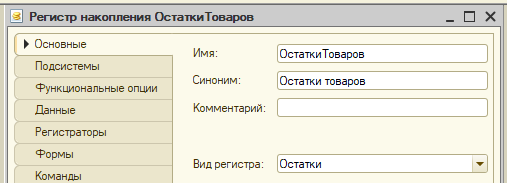 Регистр накопления ОстаткиТоваров
Основные
Подсистемы
Функциональные опции
Данные
Регистраторы
Формы
Команды
Имя: ОстаткиТоваров
Синоним: Остатки товаров
Комментарий:
Вид регистра: Остатки